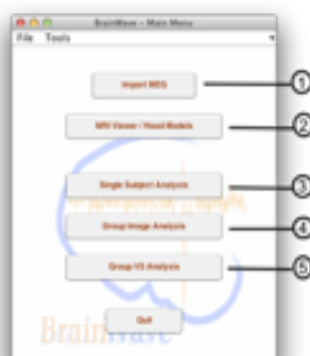 BrainWave – Main Menu
File Tools
Import MEG
①
MRI Viewer / Head Models
②
Single Subject Analysis
③
Group Image Analysis
④
Group VS Analysis
⑤
Quit
BrainWave